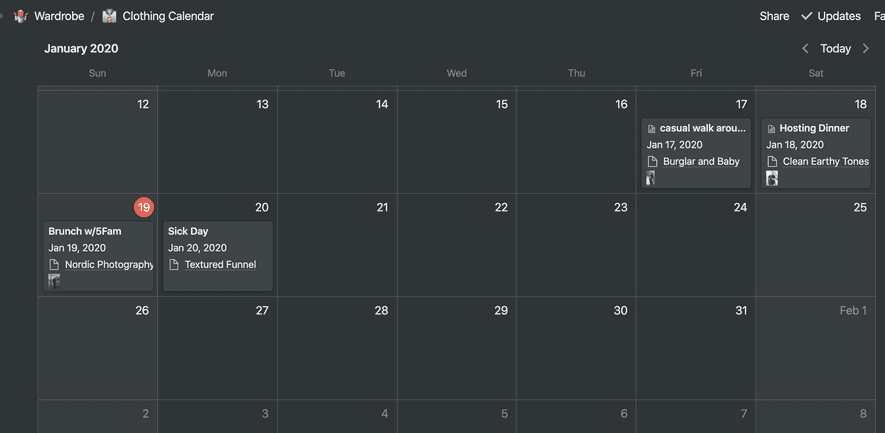 Wardrobe / Clothing Calendar Share Updates Fa
January 2020 Today
Sun Mon Tue Wed Thu Fri Sat
12 13 14 15 16 17 18
casual walk arou...
Jan 17, 2020
Burglar and Baby
Hosting Dinner
Jan 18, 2020
Clean Earthy Tones
19 20 21 22 23 24 25
Brunch w/5Fam
Jan 19, 2020
Nordic Photography
Sick Day
Jan 20, 2020
Textured Funnel
26 27 28 29 30 31 Feb 1
2 3 4 5 6 7 8